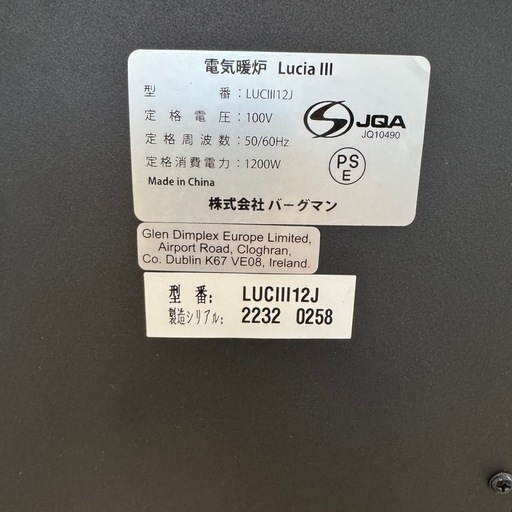 電気暖炉 Lucia III
型番：LUCIII12J
定格電圧：100V
定格周波数：50/60Hz
定格消費電力：1200W
Made in China
JQA
JQ10490
PS
E
株式会社 バーグマン
Glen Dimplex Europe Limited,
Airport Road, Cloghran,
Co. Dublin K67 VE08, Ireland.
型番: LUCIII12J
製造シリアル: 2232 0258